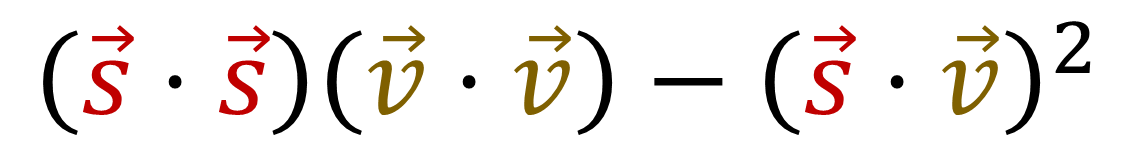 (s⃗ · s⃗)(v⃗ · v⃗) − (s⃗ · v⃗)²